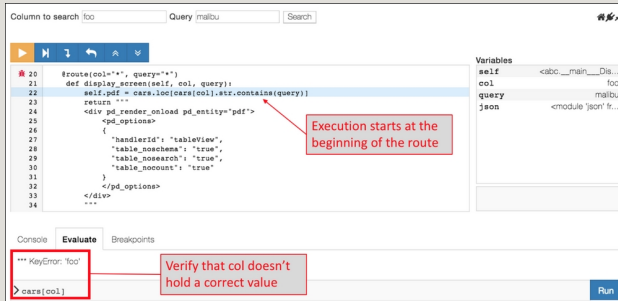 Column to search foo Query malibu Search
Variables
self <abc.__main___Dis...
col foo
query malibu
json <module 'json' fr...
20 @route(col="*", query="*")
21 def display_screen(self, col, query):
22 self.pdf = cars.loc[cars[col].str.contains(query)]
23 return """
24 <div pd_render_onload pd_entity="pdf">
25 <pd_options>
26 {
27 "handlerId": "tableView",
28 "table_noschema": "true",
29 "table_nosearch": "true",
30 "table_nocount": "true"
31 }
32 </pd_options>
33 </div>
34 """
Execution starts at the
beginning of the route
Console Evaluate Breakpoints
*** KeyError: 'foo'
Verify that col doesn't
hold a correct value
cars[col] Run